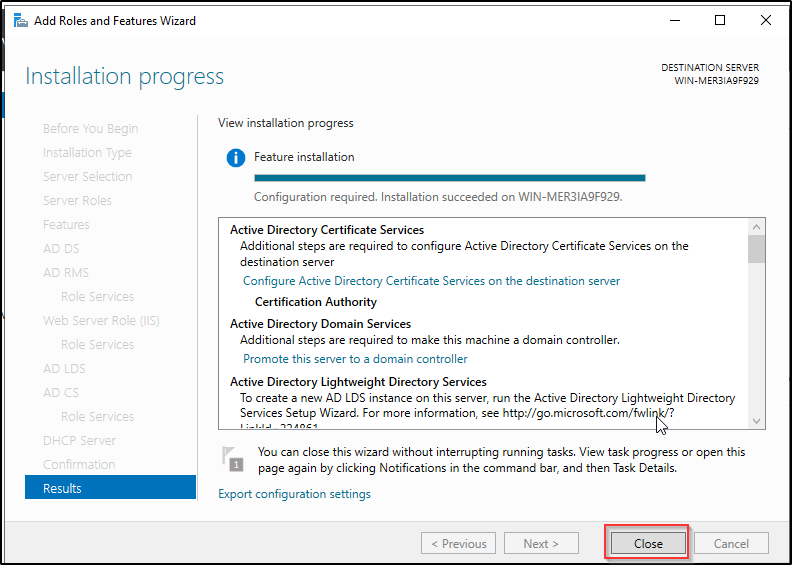 Add Roles and Features Wizard
Installation progress
DESTINATION SERVER
WIN-MER3IA9F929
Before You Begin
Installation Type
Server Selection
Server Roles
Features
AD DS
AD RMS
Role Services
Web Server Role (IIS)
Role Services
AD LDS
AD CS
Role Services
DHCP Server
Confirmation
Results
View installation progress
Feature installation
Configuration required. Installation succeeded on WIN-MER3IA9F929.
Active Directory Certificate Services
Additional steps are required to configure Active Directory Certificate Services on the
destination server
Configure Active Directory Certificate Services on the destination server
Certification Authority
Active Directory Domain Services
Additional steps are required to make this machine a domain controller.
Promote this server to a domain controller
Active Directory Lightweight Directory Services
To create a new AD LDS instance on this server, run the Active Directory Lightweight Directory
Services Setup Wizard. For more information, see http://go.microsoft.com/fwlink/?
LinkId=224861
1
You can close this wizard without interrupting running tasks. View task progress or open this
page again by clicking Notifications in the command bar, and then Task Details.
Export configuration settings
< Previous
Next >
Close
Cancel